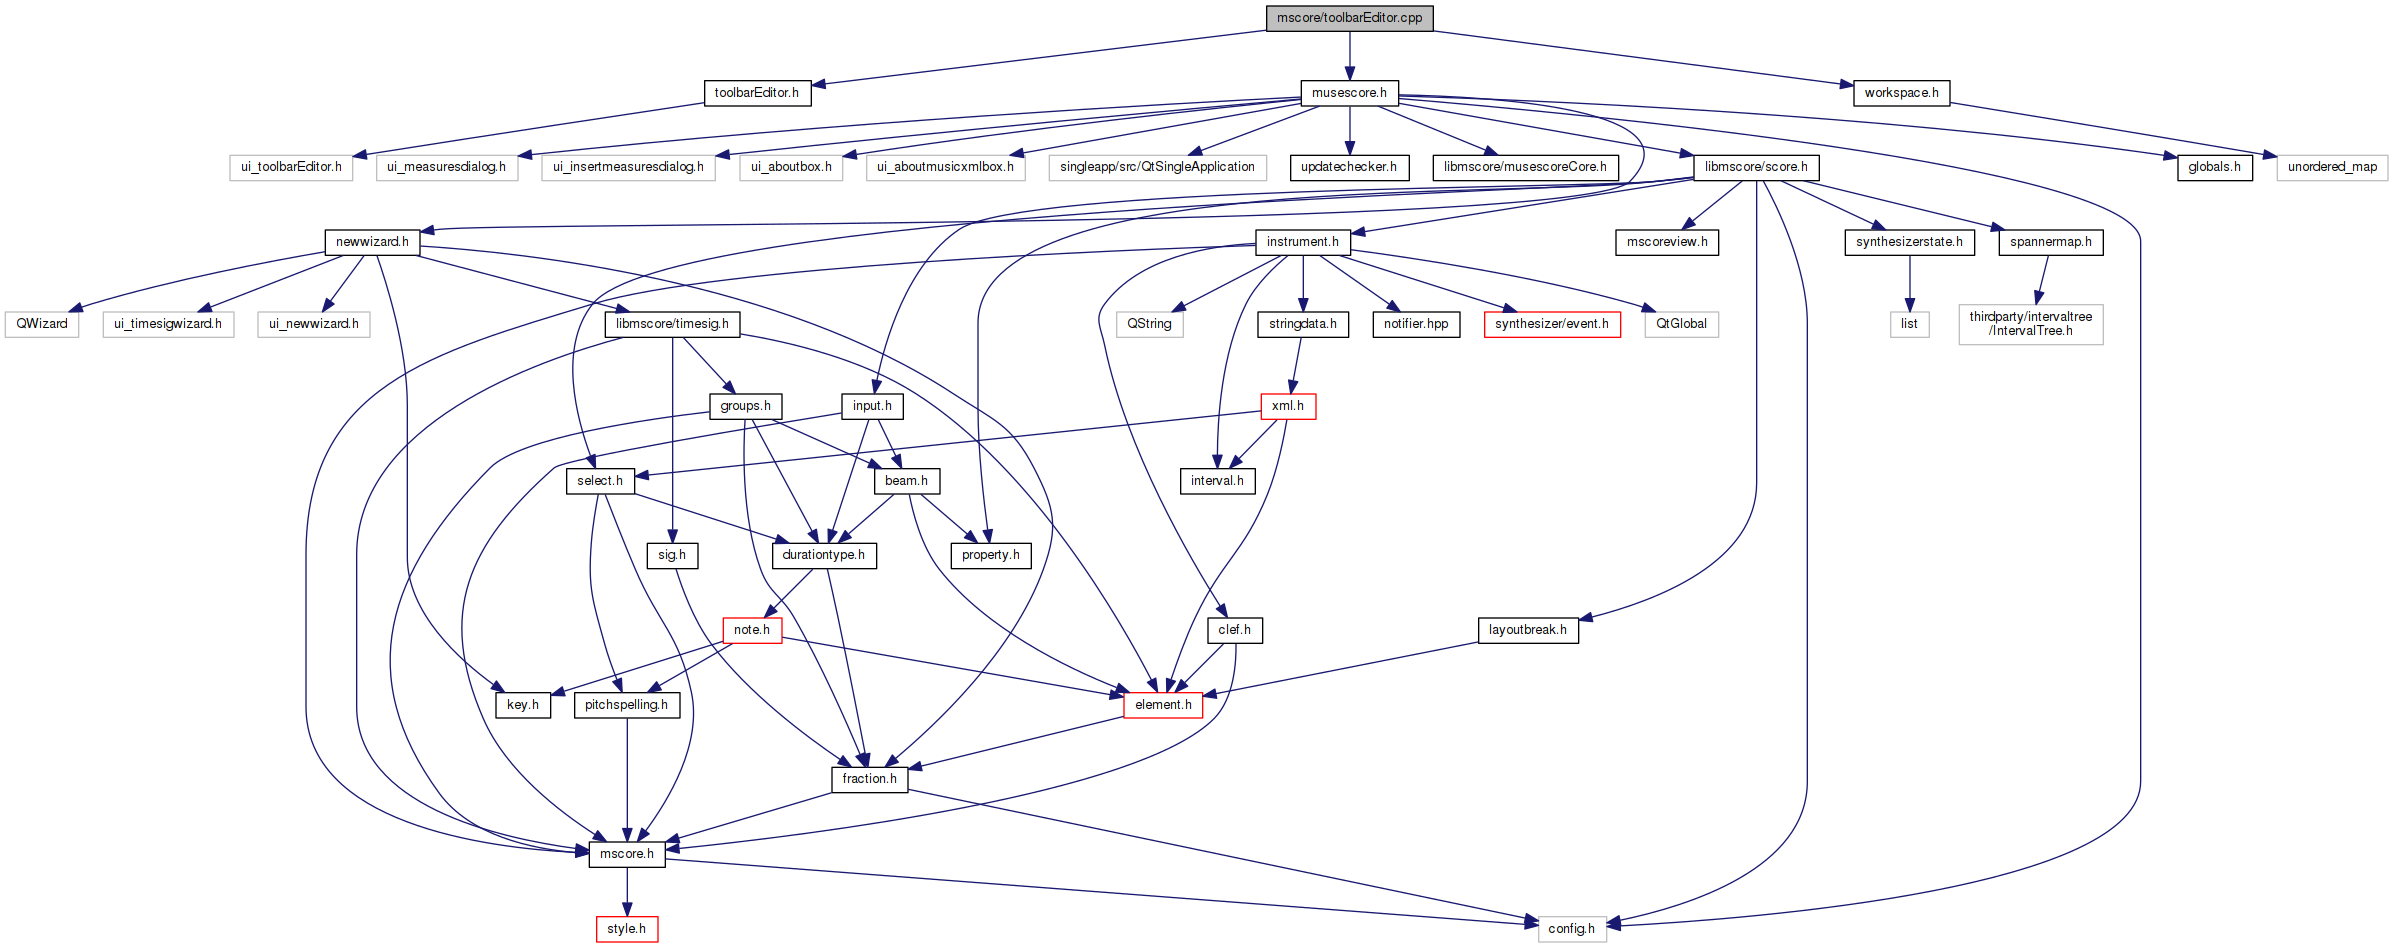 mscore/toolbarEditor.cpp
toolbarEditor.h
musescore.h
workspace.h
ui_toolbarEditor.h
ui_measuresdialog.h
ui_insertmeasuresdialog.h
ui_aboutbox.h
ui_aboutmusicxmlbox.h
singleapp/src/QtSingleApplication
updatechecker.h
libmscore/musescoreCore.h
libmscore/score.h
globals.h
unordered_map
newwizard.h
instrument.h
mscoreview.h
synthesizerstate.h
spannermap.h
QWizard
ui_timesigwizard.h
ui_newwizard.h
libmscore/timesig.h
QString
stringdata.h
notifier.hpp
synthesizer/event.h
QtGlobal
list
thirdparty/intervaltree
/IntervalTree.h
groups.h
input.h
xml.h
select.h
beam.h
interval.h
sig.h
durationtype.h
property.h
note.h
clef.h
layoutbreak.h
key.h
pitchspelling.h
element.h
fraction.h
mscore.h
style.h
config.h